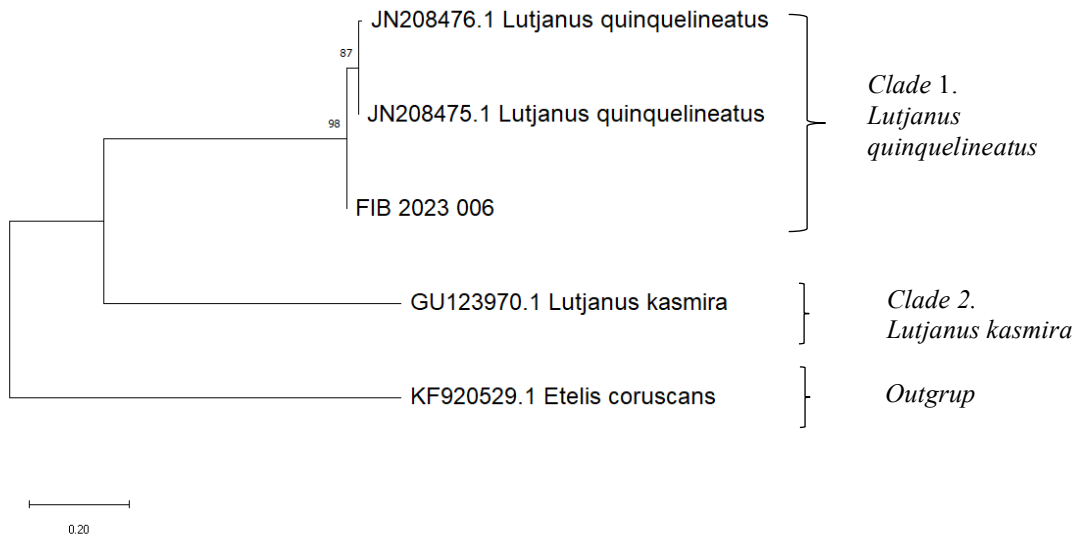 JN208476.1 Lutjanus quinquelineatus
87
JN208475.1 Lutjanus quinquelineatus
98
FIB 2023 006
GU123970.1 Lutjanus kasmira
KF920529.1 Etelis coruscans
Clade 1.
Lutjanus
quinquelineatus
Clade 2.
Lutjanus kasmira
Outgrup
0.20